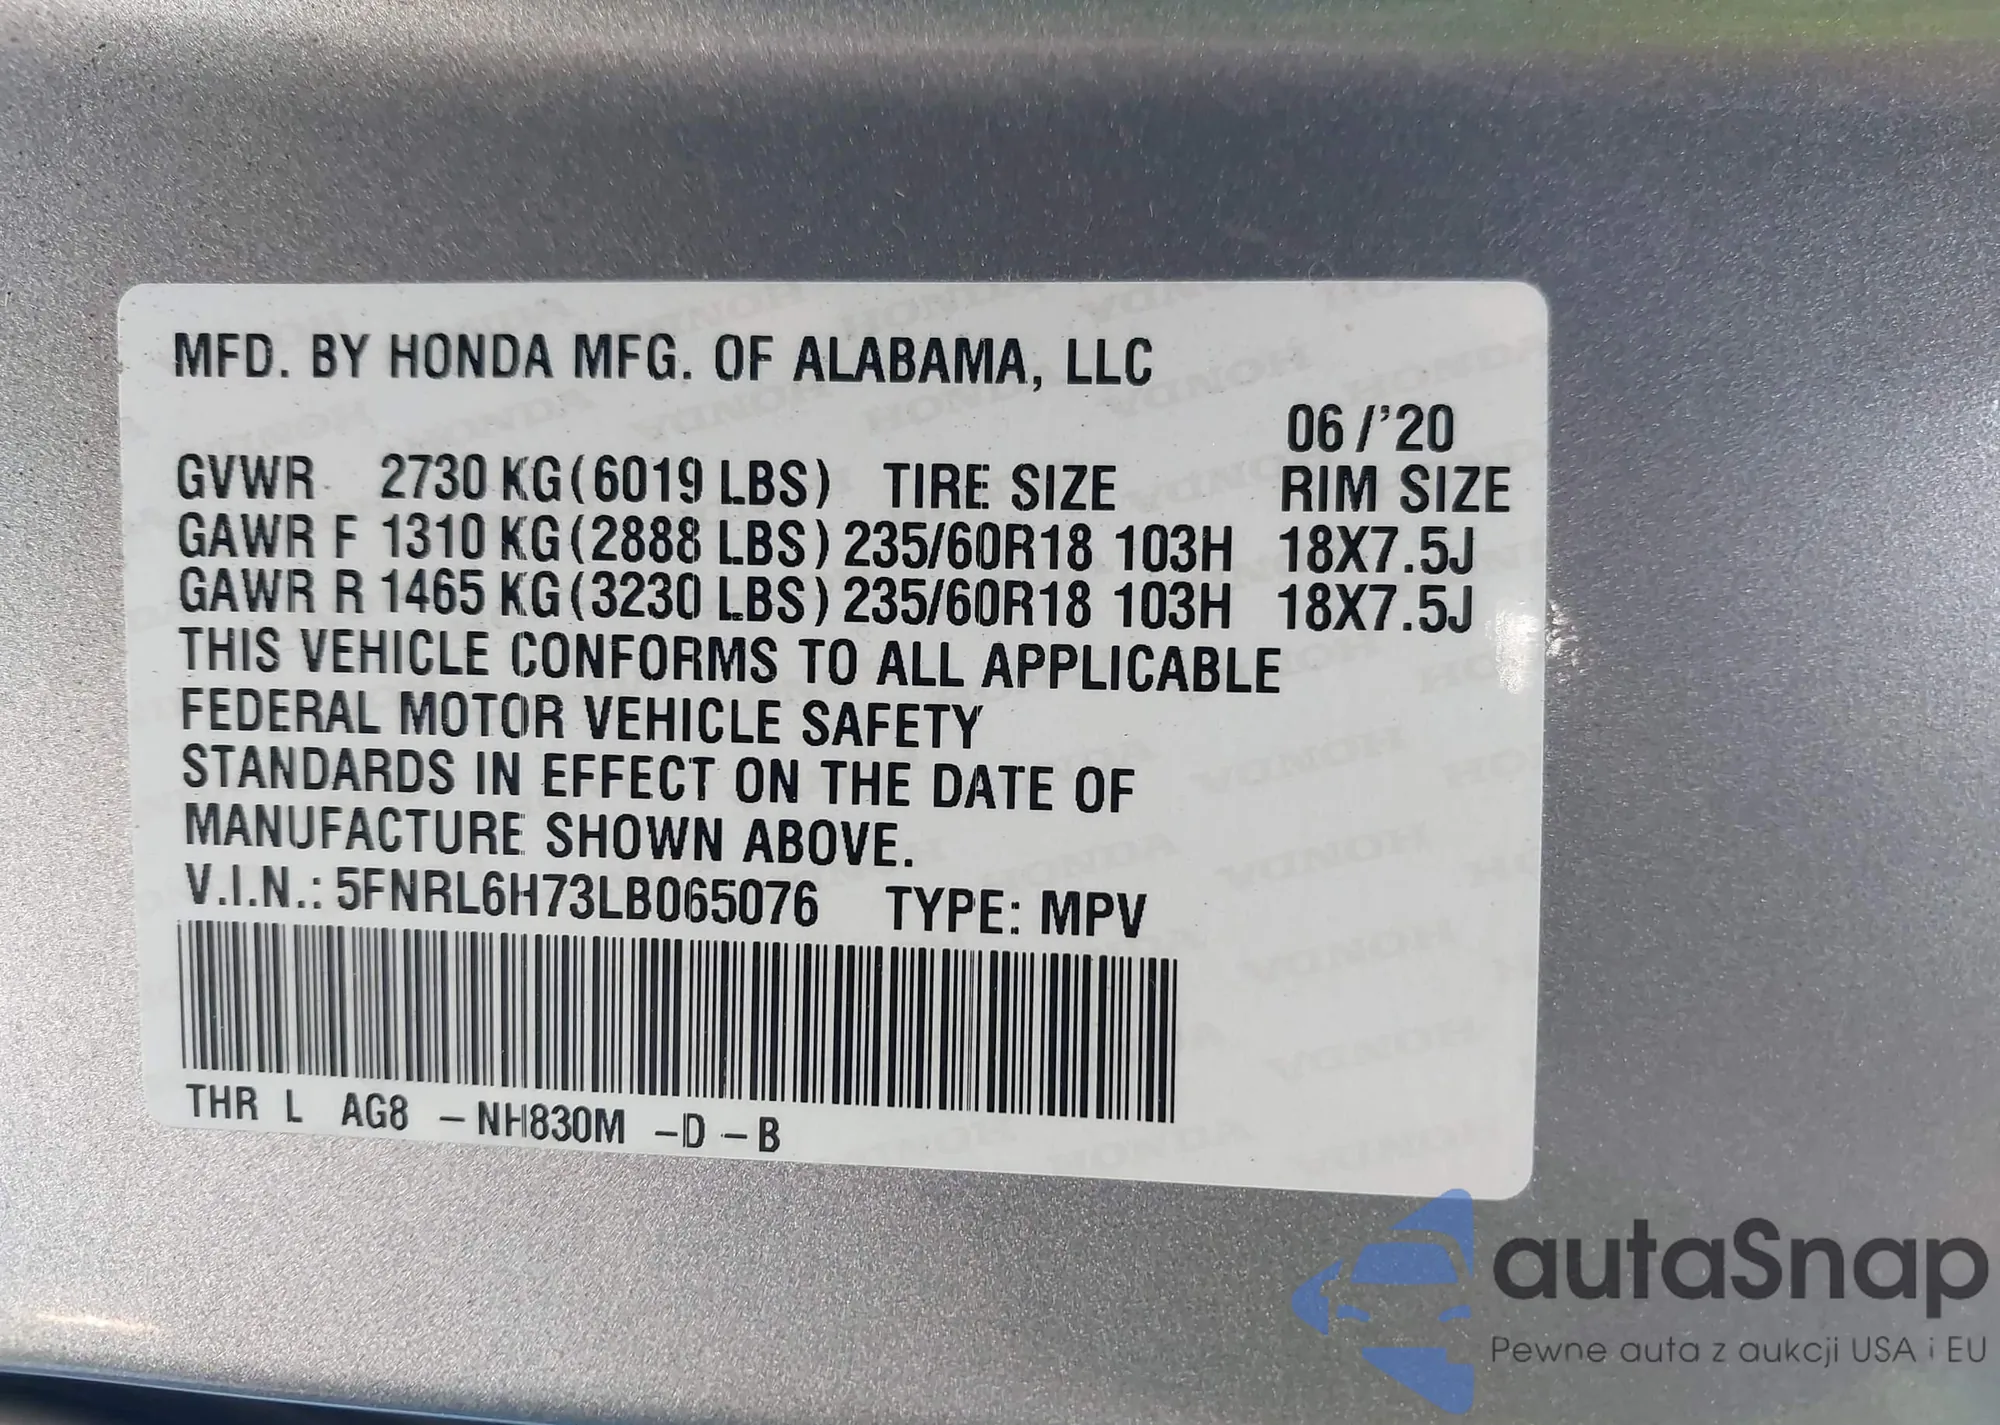 MFD. BY HONDA MFG. OF ALABAMA, LLC
06/'20
GVWR 2730 KG(6019 LBS) TIRE SIZE RIM SIZE
GAWR F 1310 KG(2888 LBS) 235/60R18 103H 18X7.5J
GAWR R 1465 KG(3230 LBS) 235/60R18 103H 18X7.5J
THIS VEHICLE CONFORMS TO ALL APPLICABLE
FEDERAL MOTOR VEHICLE SAFETY
STANDARDS IN EFFECT ON THE DATE OF
MANUFACTURE SHOWN ABOVE.
V.I.N.: 5FNRL6H73LB065076 TYPE: MPV
THR L AG8 -NH830M -D -B
autaSnap
Pewne auta z aukcji USA i EU